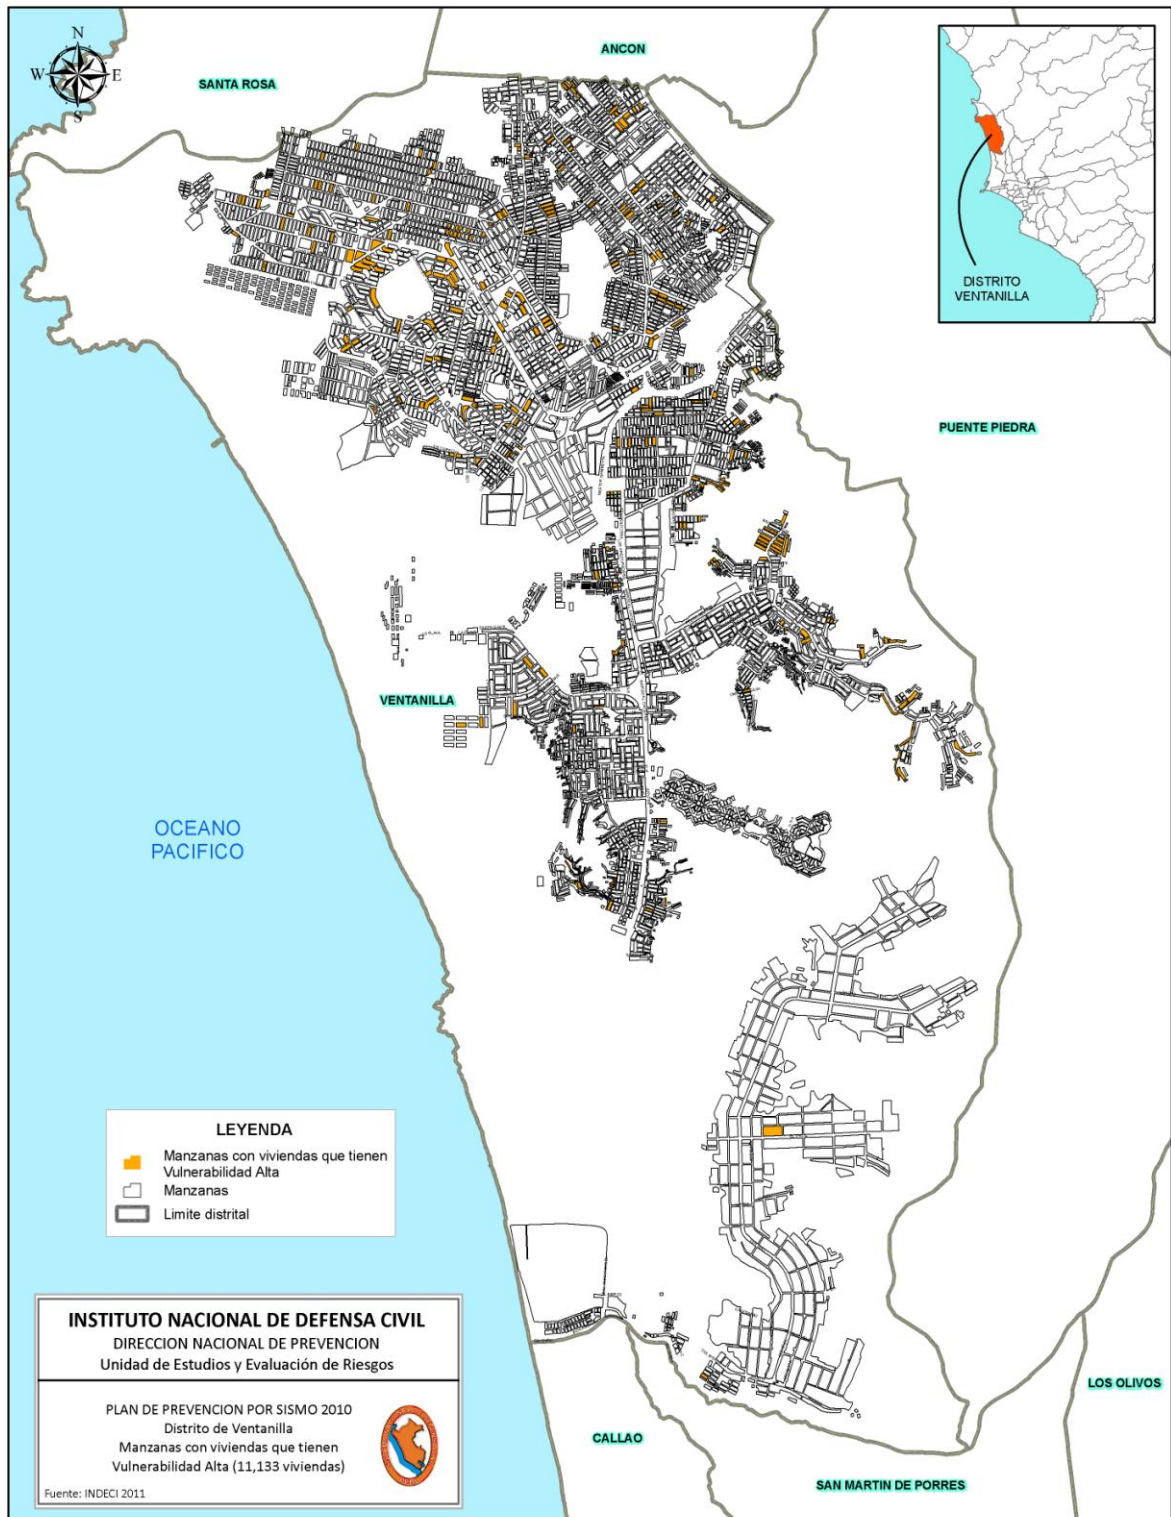 N
W
E
S
ANCON
SANTA ROSA
DISTRITO
VENTANILLA
PUENTE PIEDRA
VENTANILLA
OCEANO
PACIFICO
LEYENDA
Manzanas con viviendas que tienen
Vulnerabilidad Alta
Manzanas
Limite distrital
INSTITUTO NACIONAL DE DEFENSA CIVIL
DIRECCION NACIONAL DE PREVENCION
Unidad de Estudios y Evaluación de Riesgos
PLAN DE PREVENCION POR SISMO 2010
Distrito de Ventanilla
Manzanas con viviendas que tienen
Vulnerabilidad Alta (11,133 viviendas)
Fuente: INDECI 2011
LOS OLIVOS
CALLAO
SAN MARTIN DE PORRES